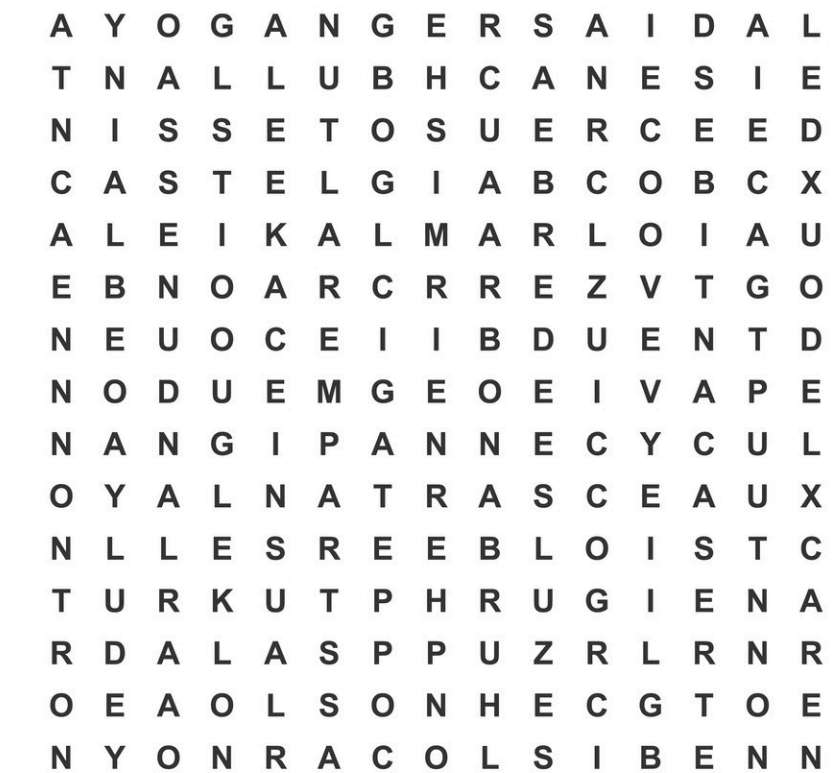 A Y O G A N G E R S A I D A L
T N A L L U B H C A N E S I E
N I S S E T O S U E R C E E D
C A S T E L G I A B C O B C X
A L E I K A L M A R L O I A U
E B N O A R C R R E Z V T G O
N E U O C E I I B D U E N T D
N O D U E M G E O E I V A P E
N A N G I P A N N E C Y C U L
O Y A L N A T R A S C E A U X
N L L E S R E E B L O I S T C
T U R K U T P H R U G I E N A
R D A L A S P P U Z R L R N R
O E A O L S O N H E C G T O E
N Y O N R A C O L S I B E N N